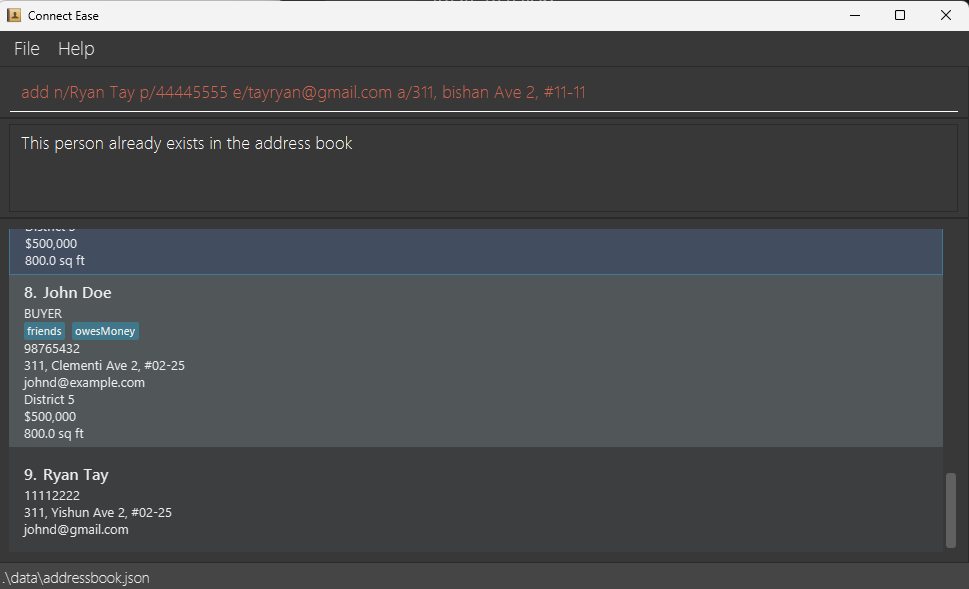 Connect Ease
File Help
add n/Ryan Tay p/44445555 e/tayryan@gmail.com a/311, bishan Ave 2, #11-11
This person already exists in the address book
$500,000
800.0 sq ft
8. John Doe
BUYER
friends owesMoney
98765432
311, Clementi Ave 2, #02-25
johnd@example.com
District 5
$500,000
800.0 sq ft
9. Ryan Tay
11112222
311, Yishun Ave 2, #02-25
johnd@gmail.com
.\data\addressbook.json